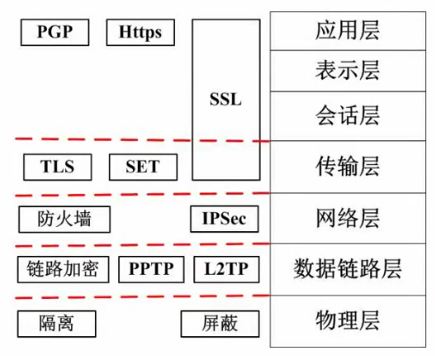 PGP Https 应用层
表示层
SSL
会话层
TLS SET 传输层
防火墙 IPSec 网络层
链路加密 PPTP L2TP 数据链路层
隔离 屏蔽 物理层